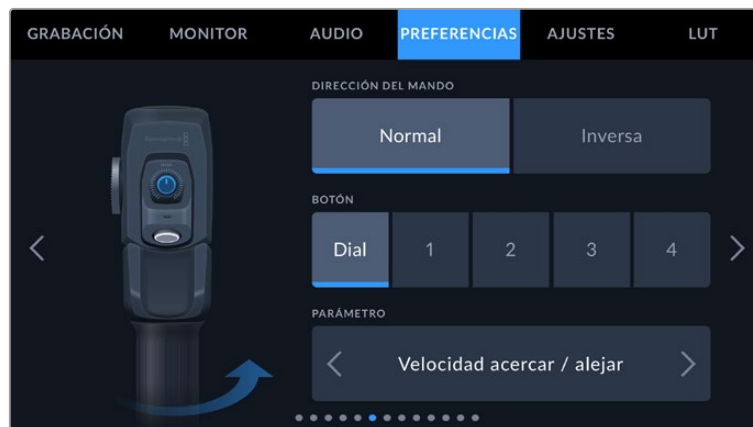 GRABACIÓN MONITOR AUDIO PREFERENCIAS AJUSTES LUT
DIRECCIÓN DEL MANDO
Normal Inversa
BOTÓN
Dial 1 2 3 4
PARÁMETRO
Velocidad acercar / alejar